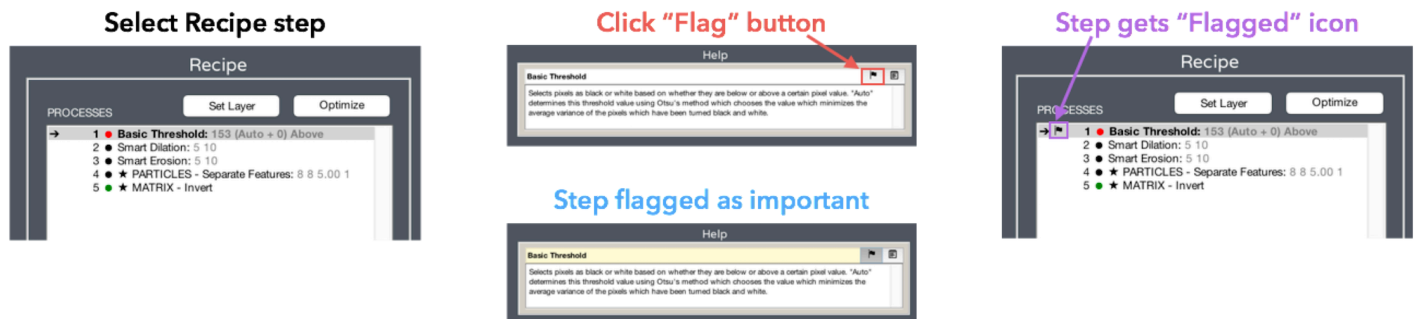 Select Recipe step
Recipe
PROCESSES
Set Layer
Optimize
1 Basic Threshold: 153 (Auto + 0) Above
2 Smart Dilation: 5 10
3 Smart Erosion: 5 10
4 ★ PARTICLES - Separate Features: 8 8 5.00 1
5 ★ MATRIX - Invert
Click "Flag" button
Help
Basic Threshold
Selects pixels as black or white based on whether they are below or above a certain pixel value. "Auto"
determines this threshold value using Otsu's method which chooses the value which minimizes the
average variance of the pixels which have been turned black and white.
Step flagged as important
Help
Basic Threshold
Selects pixels as black or white based on whether they are below or above a certain pixel value. "Auto"
determines this threshold value using Otsu's method which chooses the value which minimizes the
average variance of the pixels which have been turned black and white.
Step gets "Flagged" icon
Recipe
PROCESSES
Set Layer
Optimize
1 Basic Threshold: 153 (Auto + 0) Above
2 Smart Dilation: 5 10
3 Smart Erosion: 5 10
4 ★ PARTICLES - Separate Features: 8 8 5.00 1
5 ★ MATRIX - Invert